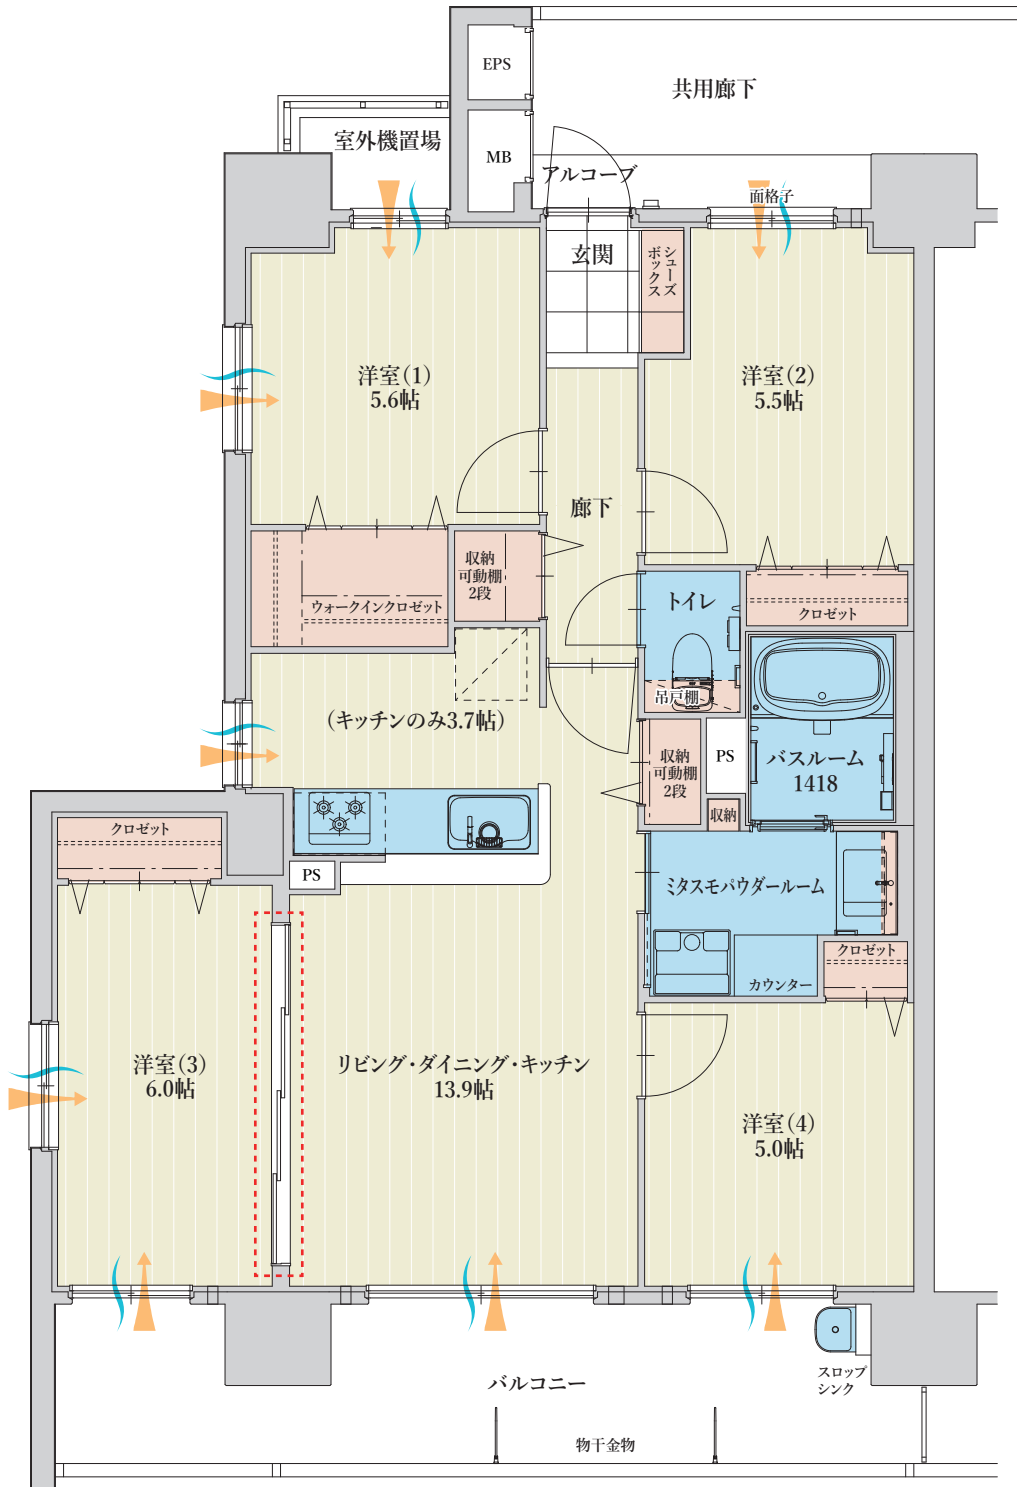 EPS
共用廊下
室外機置場
MB
アルコーブ
面格子
玄関
シューズ
ボックス
洋室(1)
5.6帖
洋室(2)
5.5帖
廊下
収納
可動棚
2段
ウォークインクロゼット
トイレ
クロゼット
吊戸棚
(キッチンのみ3.7帖)
収納
可動棚
2段
PS
バスルーム
1418
収納
クロゼット
PS
ミタスモパウダールーム
クロゼット
カウンター
洋室(3)
6.0帖
リビング・ダイニング・キッチン
13.9帖
洋室(4)
5.0帖
スロップ
シンク
バルコニー
物干金物